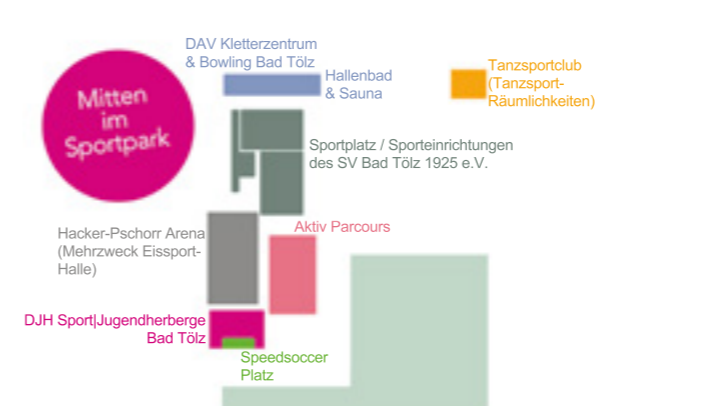 DAV Kletterzentrum
& Bowling Bad Tölz
Hallenbad
& Sauna
Tanzsportclub
(Tanzsport-
Räumlichkeiten)
Mitten
im
Sportpark
Sportplatz / Sporteinrichtungen
des SV Bad Tölz 1925 e.V.
Hacker-Pschorr Arena
(Mehrzweck Eissport-
Halle)
Aktiv Parcours
DJH Sport|Jugendherberge
Bad Tölz
Speedsoccer
Platz